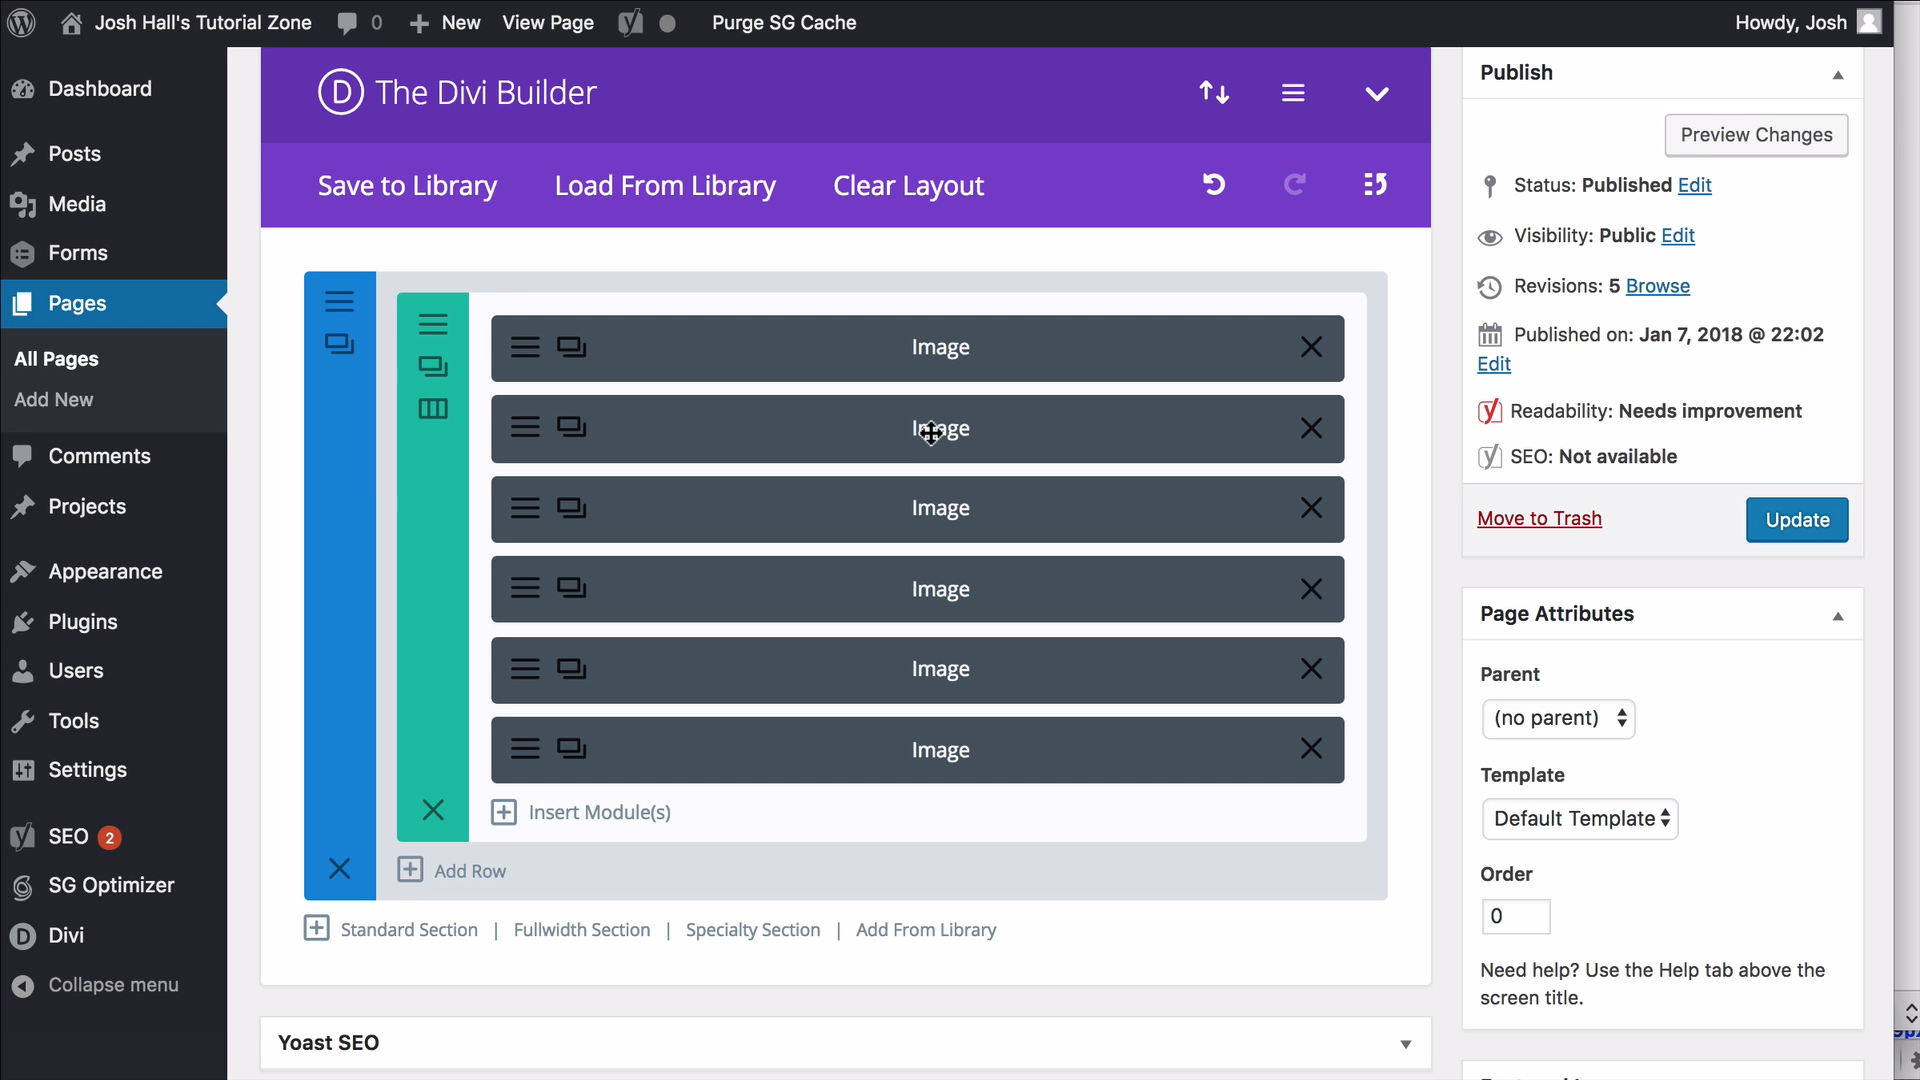 Josh Hall's Tutorial Zone 0 New View Page Purge SG Cache Howdy, Josh
Dashboard
Posts
Media
Forms
Pages
All Pages
Add New
Comments
Projects
Appearance
Plugins
Users
Tools
Settings
SEO 2
SG Optimizer
Divi
Collapse menu
D The Divi Builder
Save to Library Load From Library Clear Layout
Image
Image
Image
Image
Image
Image
Insert Module(s)
Add Row
Standard Section | Fullwidth Section | Specialty Section | Add From Library
Yoast SEO
Publish
Preview Changes
Status: Published Edit
Visibility: Public Edit
Revisions: 5 Browse
Published on: Jan 7, 2018 @ 22:02
Edit
Readability: Needs improvement
SEO: Not available
Move to Trash Update
Page Attributes
Parent
(no parent)
Template
Default Template
Order
0
Need help? Use the Help tab above the
screen title.